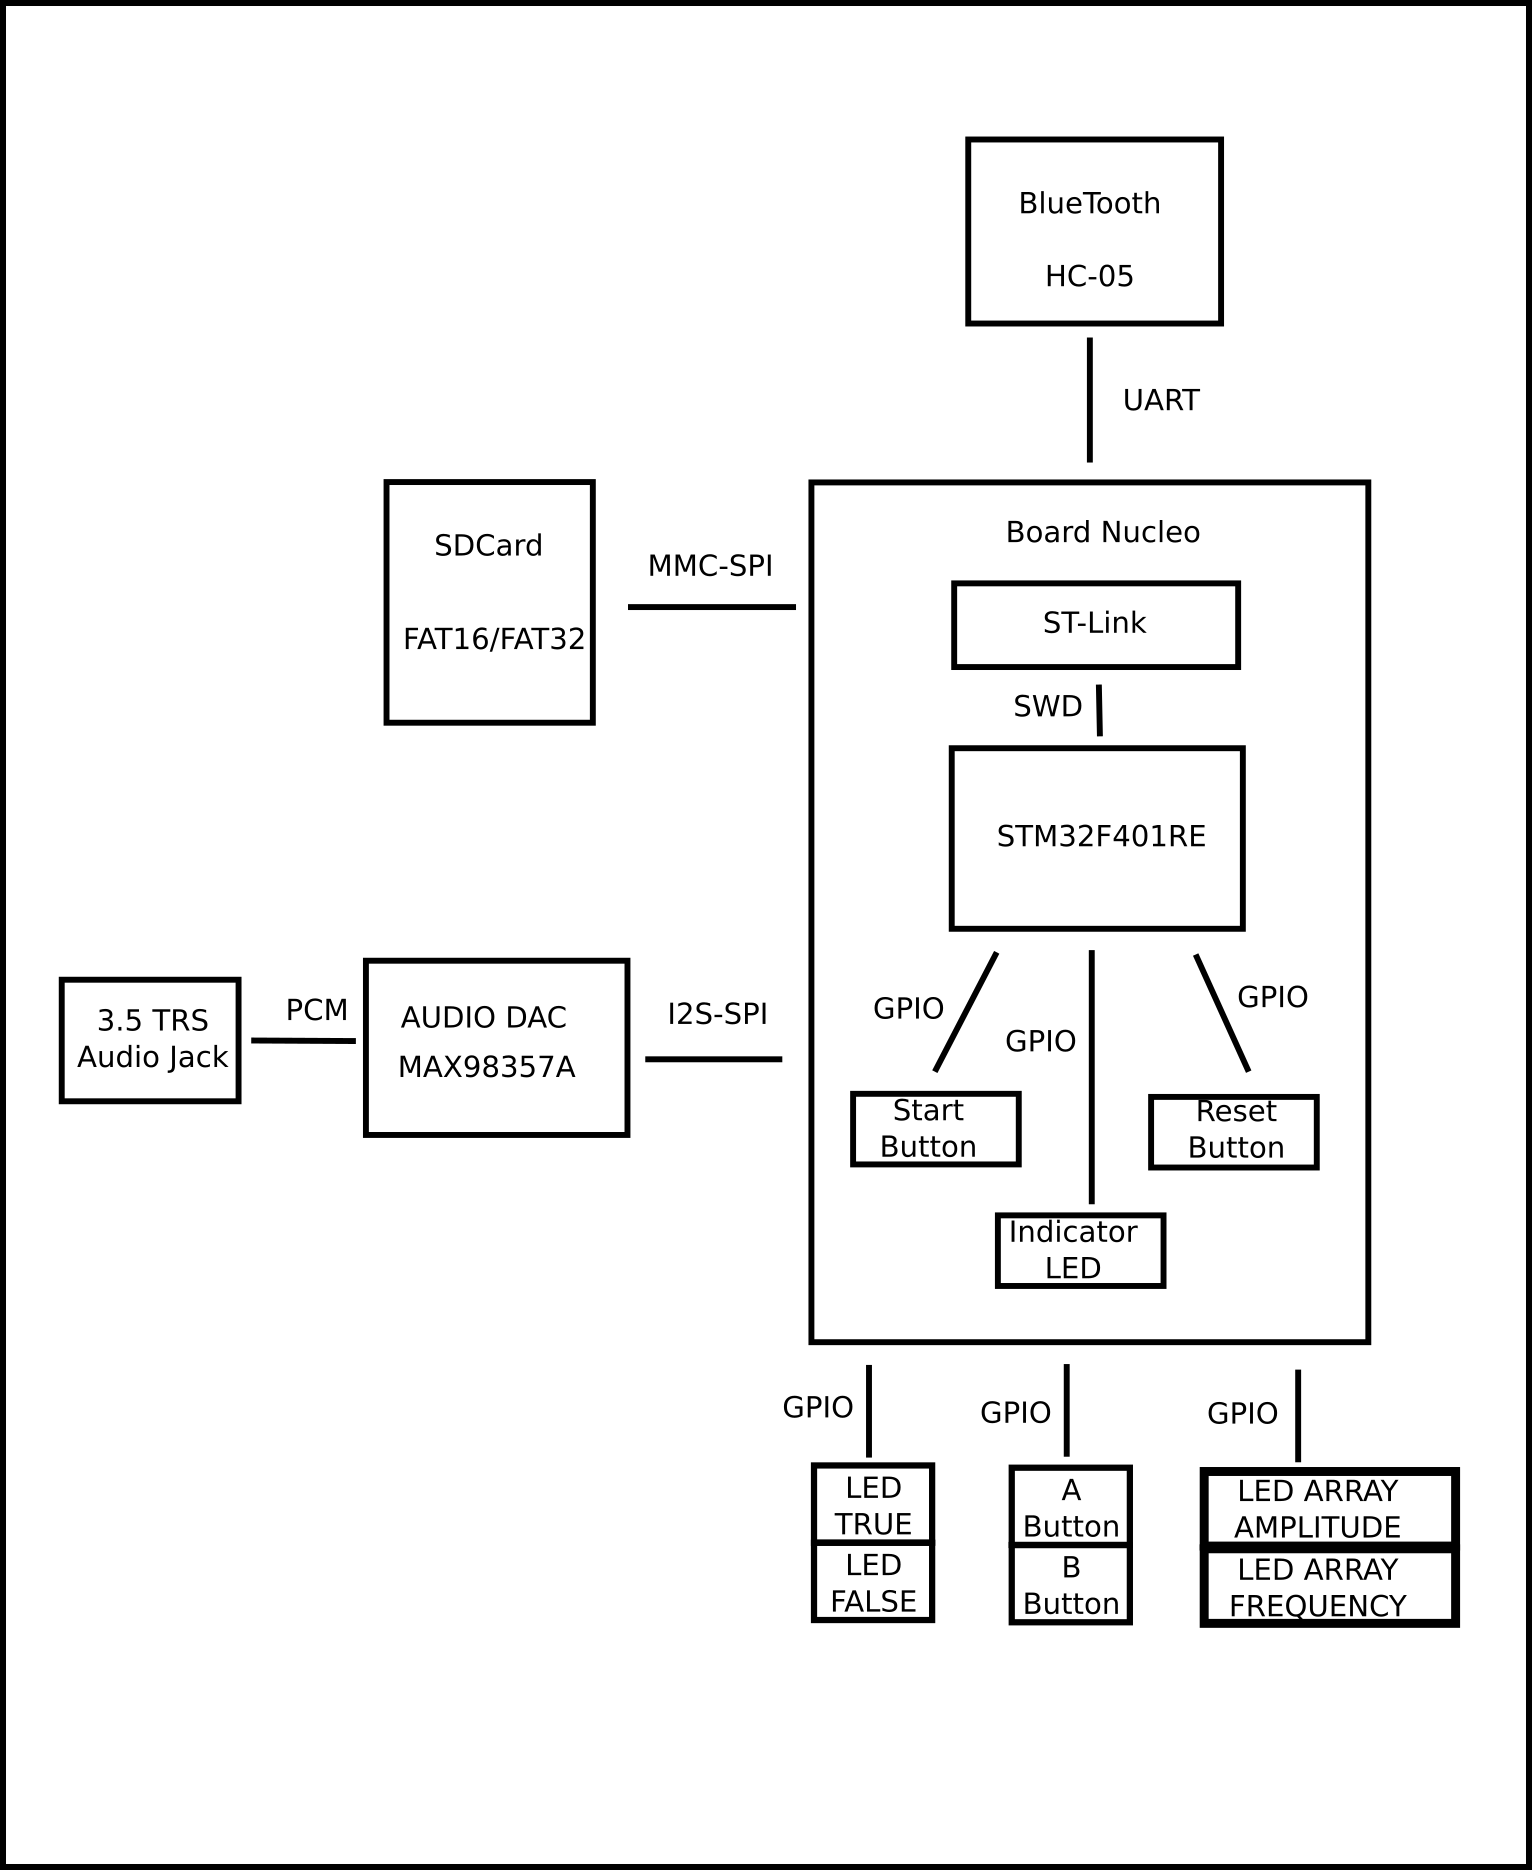 BlueTooth
HC-05
UART
Board Nucleo
SDCard
FAT16/FAT32
MMC-SPI
ST-Link
SWD
STM32F401RE
3.5 TRS
Audio Jack
PCM
AUDIO DAC
MAX98357A
I2S-SPI
GPIO
GPIO
GPIO
Start
Button
Reset
Button
Indicator
LED
GPIO
GPIO
GPIO
LED
TRUE
LED
FALSE
A
Button
B
Button
LED ARRAY
AMPLITUDE
LED ARRAY
FREQUENCY